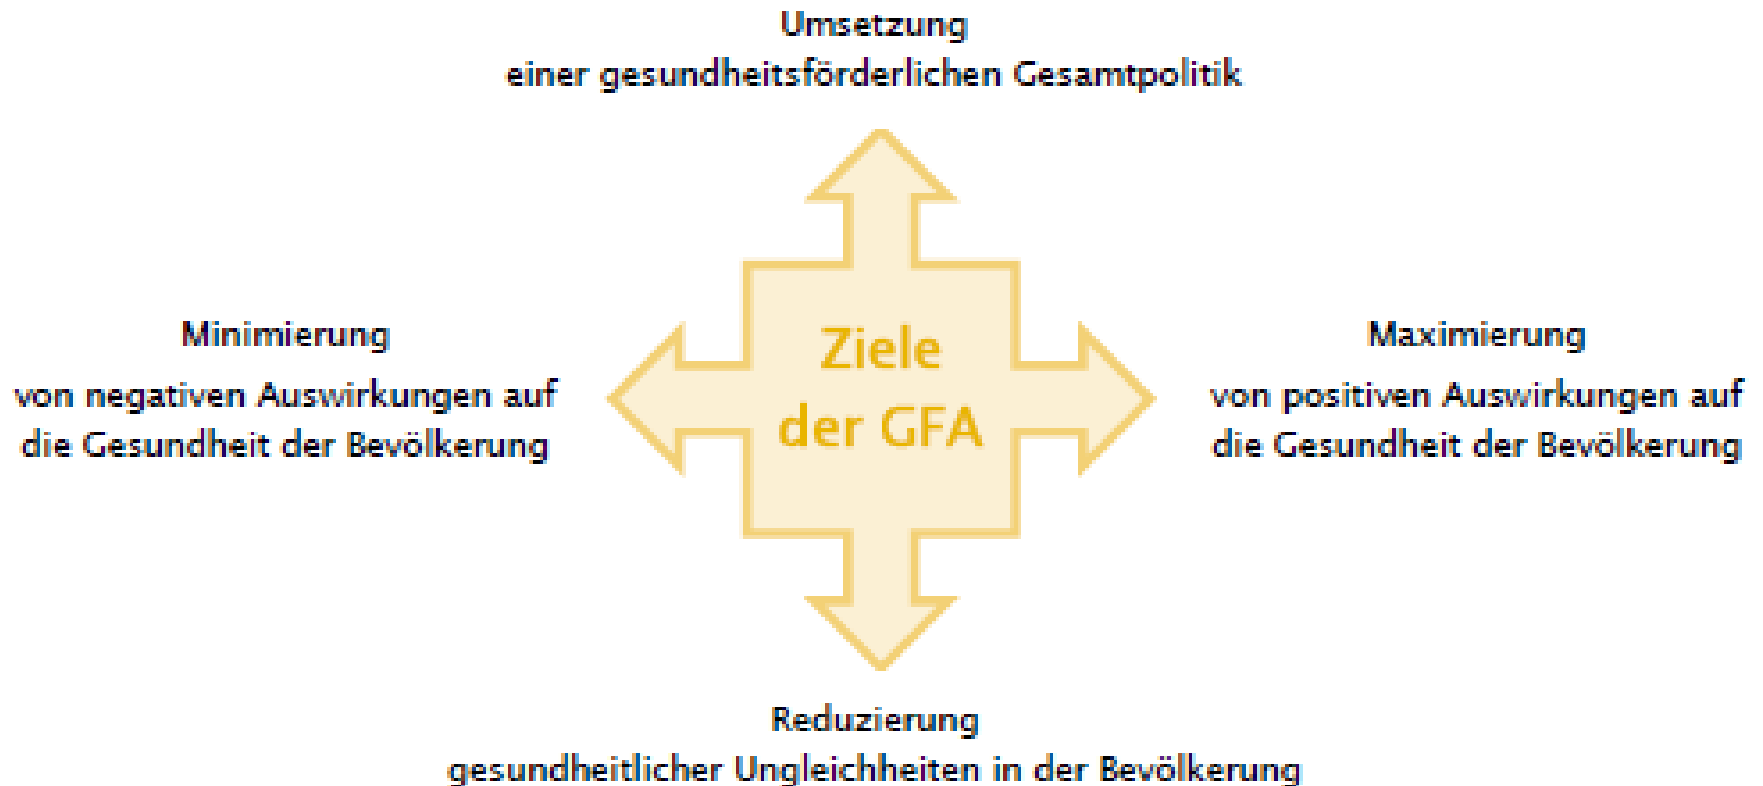 Umsetzung
einer gesundheitsförderlichen Gesamtpolitik
Minimierung
von negativen Auswirkungen auf
die Gesundheit der Bevölkerung
Ziele
der GFA
Maximierung
von positiven Auswirkungen auf
die Gesundheit der Bevölkerung
Reduzierung
gesundheitlicher Ungleichheiten in der Bevölkerung